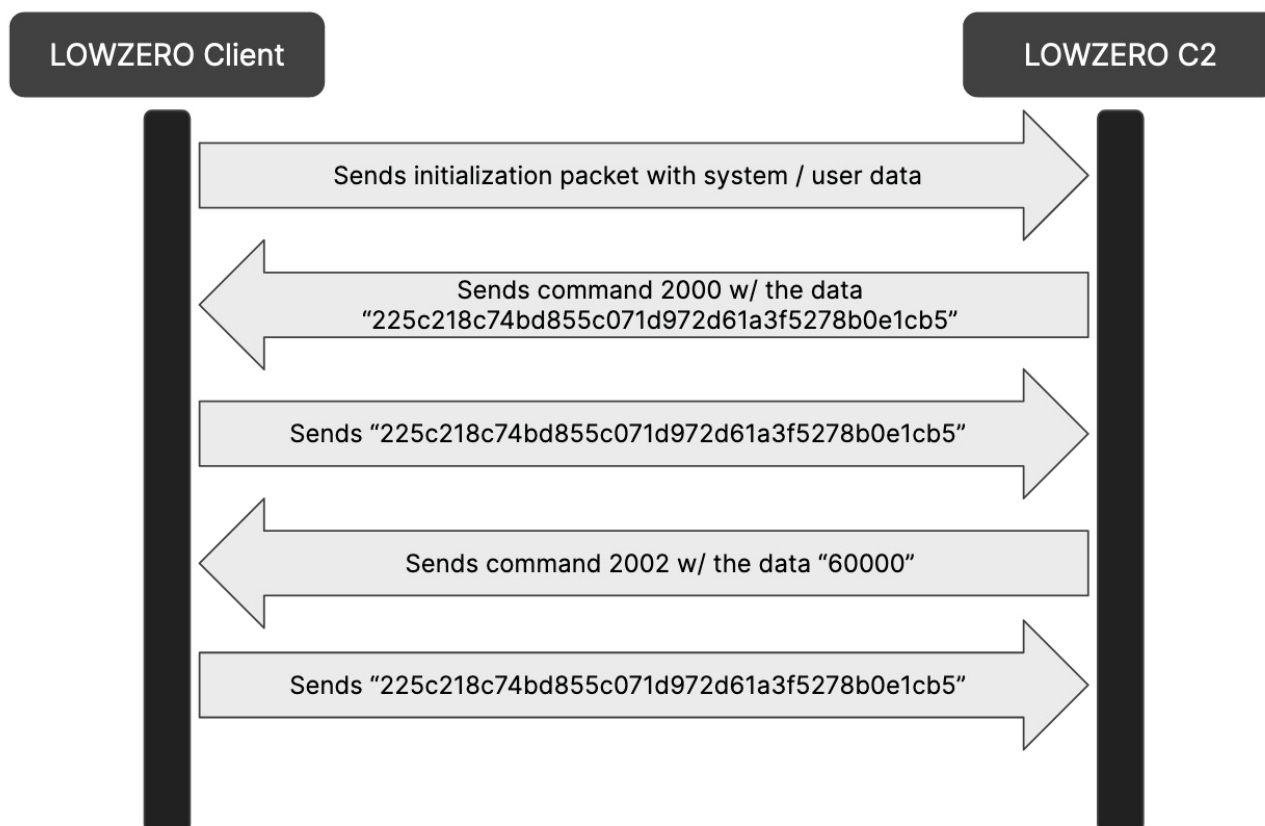 LOWZERO Client
LOWZERO C2
Sends initialization packet with system / user data
Sends command 2000 w/ the data
“225c218c74bd855c071d972d61a3f5278b0e1cb5”
Sends “225c218c74bd855c071d972d61a3f5278b0e1cb5”
Sends command 2002 w/ the data “60000”
Sends “225c218c74bd855c071d972d61a3f5278b0e1cb5”